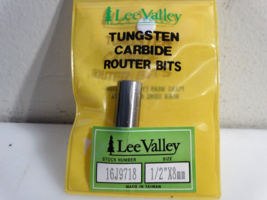 Lee Valley
TUNGSTEN
CARBIDE
ROUTER BITS
Lee Valley
STOCK NUMBER
SIZE
16J9718
1/2"X8mm
MADE IN TAIWAN